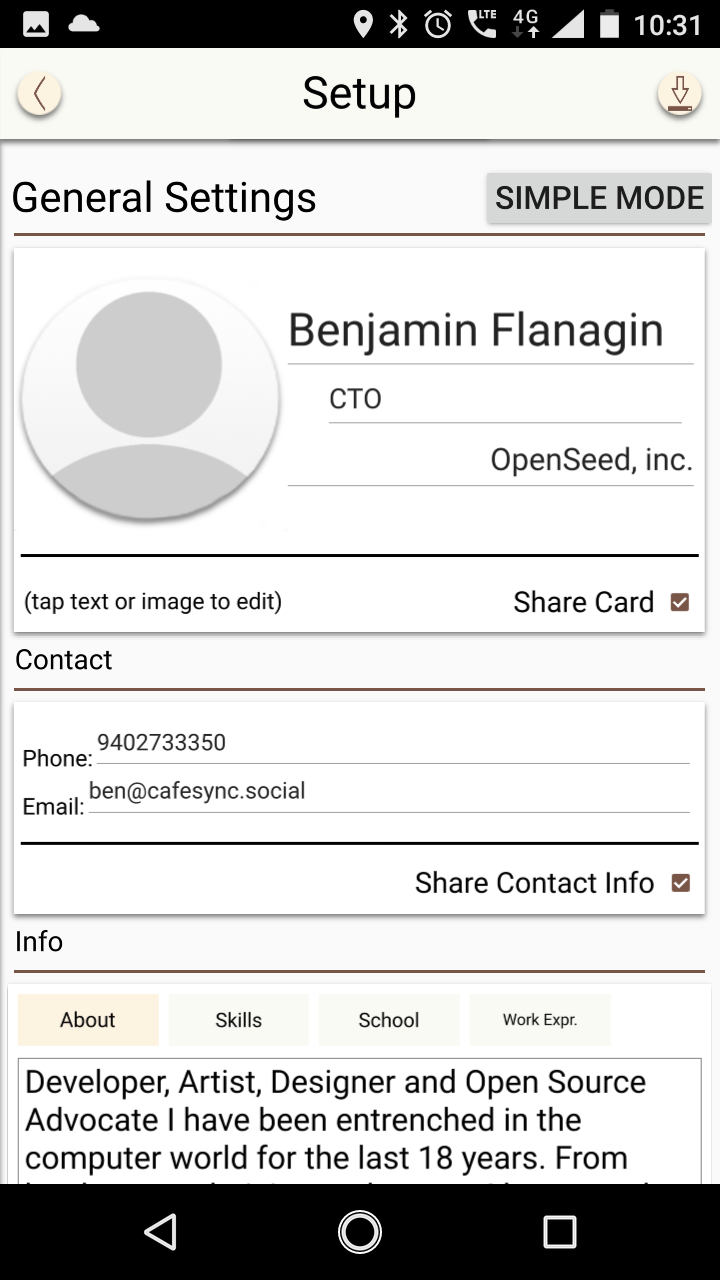 LTE 4G 10:31
Setup
General Settings SIMPLE MODE
Benjamin Flanagin
CTO
OpenSeed, inc.
(tap text or image to edit) Share Card
Contact
Phone: 9402733350
Email: ben@cafesync.social
Share Contact Info
Info
About Skills School Work Expr.
Developer, Artist, Designer and Open Source
Advocate I have been entrenched in the
computer world for the last 18 years. From